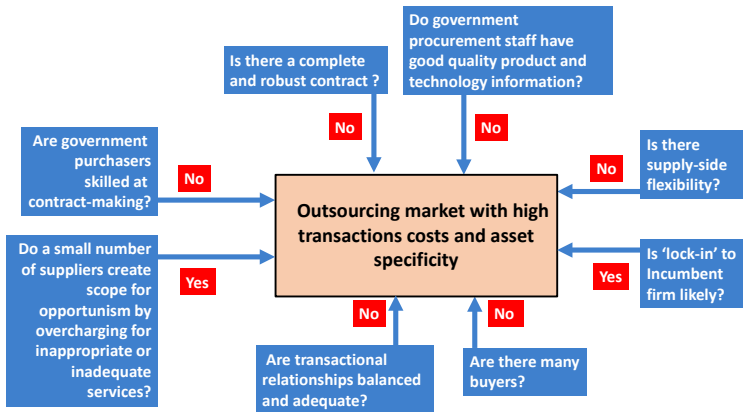 Do government
procurement staff have
good quality product and
technology information?
Is there a complete
and robust contract ?
No
No
Are government
purchasers
skilled at
contract-making?
No
Is there
supply-side
flexibility?
No
Outsourcing market with high
transactions costs and asset
specificity
Do a small number
of suppliers create
scope for
opportunism by
overcharging for
inappropriate or
inadequate
services?
Yes
Is ‘lock-in’ to
Incumbent
firm likely?
Yes
No
No
Are transactional
relationships balanced
and adequate?
Are there many
buyers?